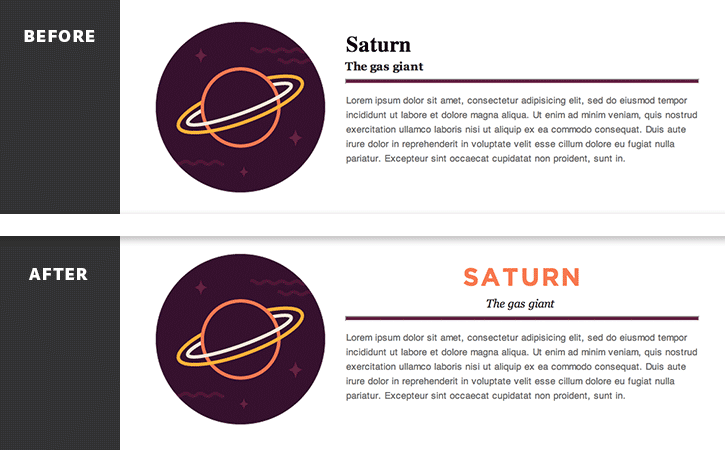 BEFORE
Saturn
The gas giant
Lorem ipsum dolor sit amet, consectetur adipisicing elit, sed do eiusmod tempor
incididunt ut labore et dolore magna aliqua. Ut enim ad minim veniam, quis nostrud
exercitation ullamco laboris nisi ut aliquip ex ea commodo consequat. Duis aute
irure dolor in reprehenderit in voluptate velit esse cillum dolore eu fugiat nulla
pariatur. Excepteur sint occaecat cupidatat non proident, sunt in.
AFTER
SATURN
The gas giant
Lorem ipsum dolor sit amet, consectetur adipisicing elit, sed do eiusmod tempor
incididunt ut labore et dolore magna aliqua. Ut enim ad minim veniam, quis nostrud
exercitation ullamco laboris nisi ut aliquip ex ea commodo consequat. Duis aute
irure dolor in reprehenderit in voluptate velit esse cillum dolore eu fugiat nulla
pariatur. Excepteur sint occaecat cupidatat non proident, sunt in.